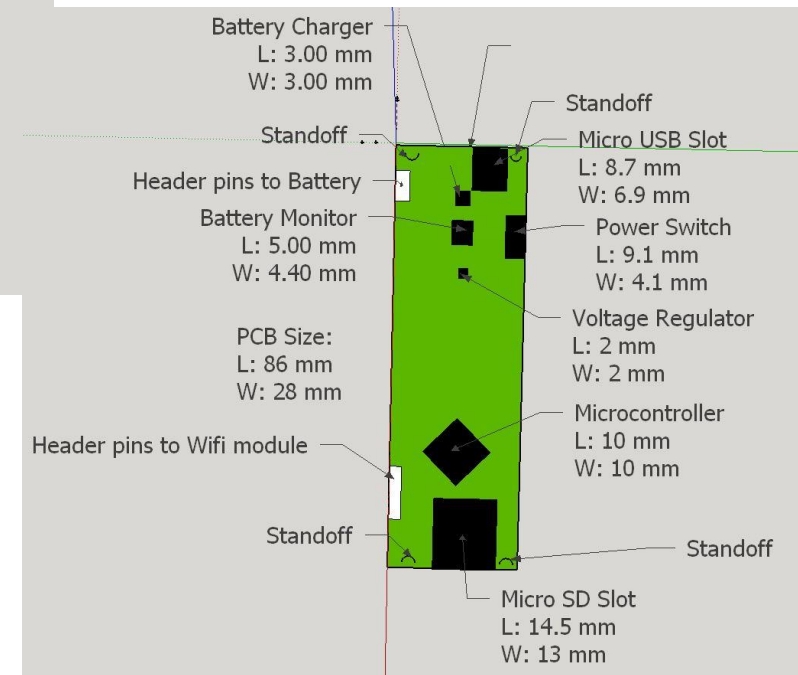 Battery Charger
L: 3.00 mm
W: 3.00 mm
Standoff
Standoff
Micro USB Slot
L: 8.7 mm
W: 6.9 mm
Header pins to Battery
Battery Monitor
L: 5.00 mm
W: 4.40 mm
Power Switch
L: 9.1 mm
W: 4.1 mm
Voltage Regulator
L: 2 mm
W: 2 mm
PCB Size:
L: 86 mm
W: 28 mm
Microcontroller
L: 10 mm
W: 10 mm
Header pins to Wifi module
Standoff
Standoff
Micro SD Slot
L: 14.5 mm
W: 13 mm